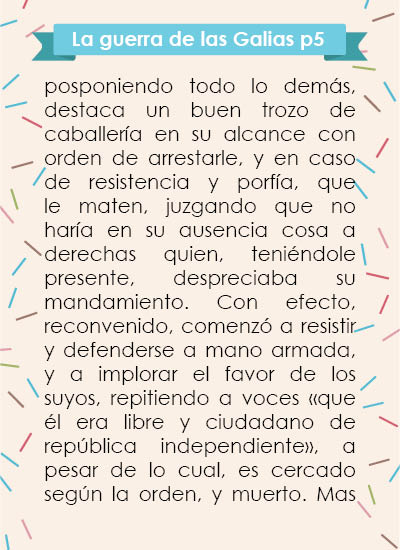 La guerra de las Galias p5
posponiendo todo lo demás,
destaca un buen trozo de
caballería en su alcance con
orden de arrestarle, y en caso
de resistencia y porfía, que
le maten, juzgando que no
haría en su ausencia cosa a
derechas quien, teniéndole
presente, despreciaba su
mandamiento. Con efecto,
reconvenido, comenzó a resistir
y defenderse a mano armada,
y a implorar el favor de los
suyos, repitiendo a voces «que
él era libre y ciudadano de
república independiente», a
pesar de lo cual, es cercado
según la orden, y muerto. Mas